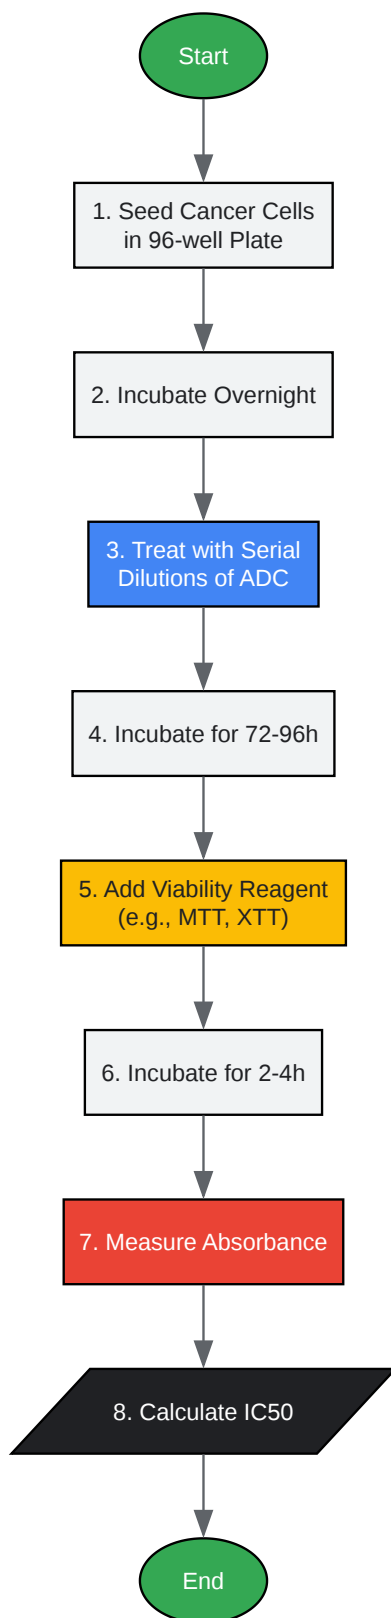 Start
1. Seed Cancer Cells
in 96-well Plate
2. Incubate Overnight
3. Treat with Serial
Dilutions of ADC
4. Incubate for 72-96h
5. Add Viability Reagent
(e.g., MTT, XTT)
6. Incubate for 2-4h
7. Measure Absorbance
8. Calculate IC50
End